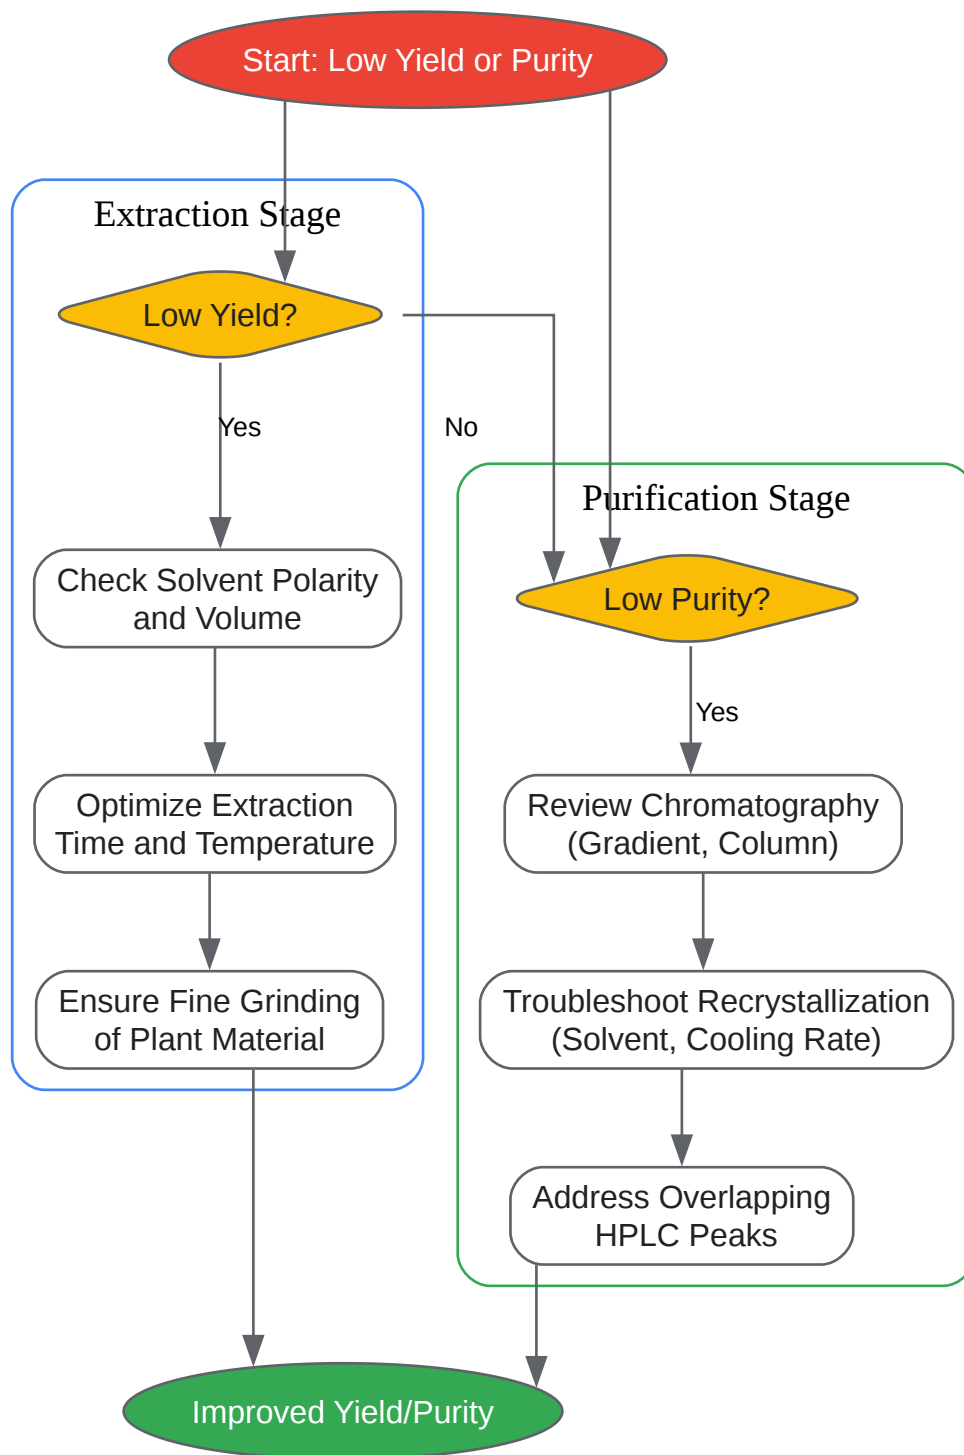 Start: Low Yield or Purity
Extraction Stage
Low Yield?
Yes
No
Check Solvent Polarity
and Volume
Optimize Extraction
Time and Temperature
Ensure Fine Grinding
of Plant Material
Purification Stage
Low Purity?
Yes
Review Chromatography
(Gradient, Column)
Troubleshoot Recrystallization
(Solvent, Cooling Rate)
Address Overlapping
HPLC Peaks
Improved Yield/Purity